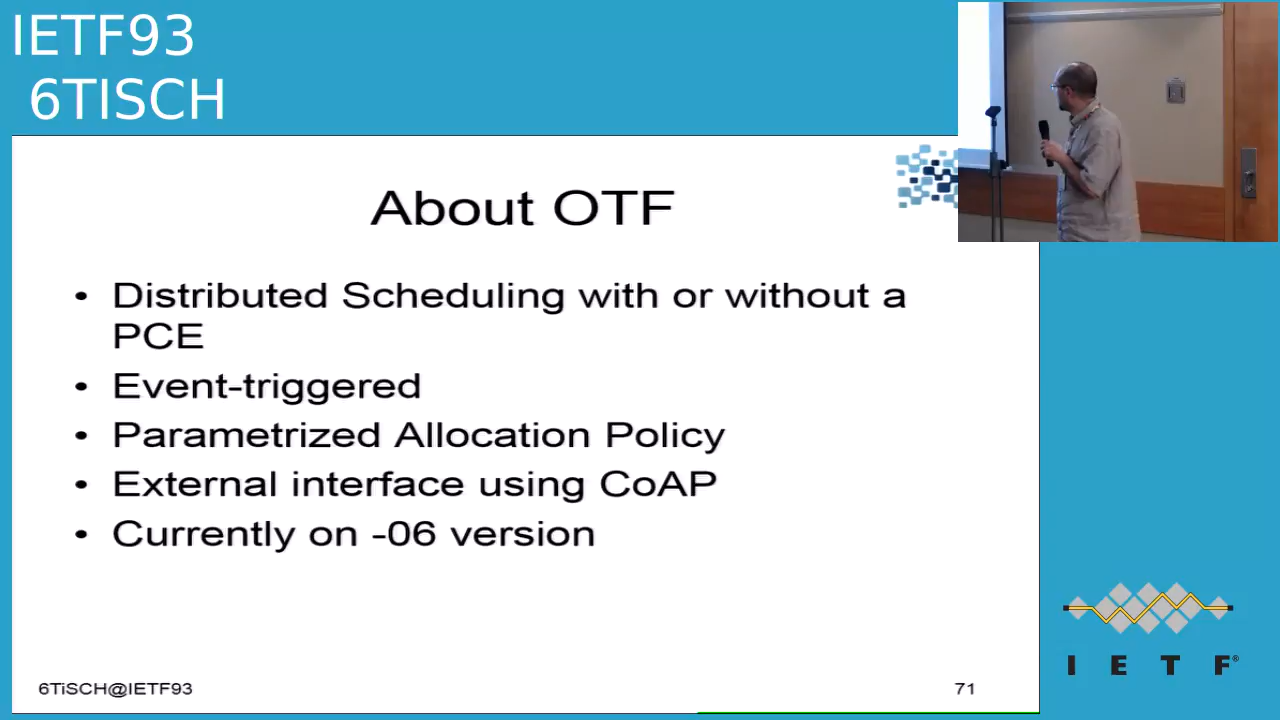 IETF93
6TISCH
About OTF
• Distributed Scheduling with or without a
PCE
• Event-triggered
• Parametrized Allocation Policy
• External interface using CoAP
• Currently on -06 version
6TiSCH@IETF93
71
I E T F®